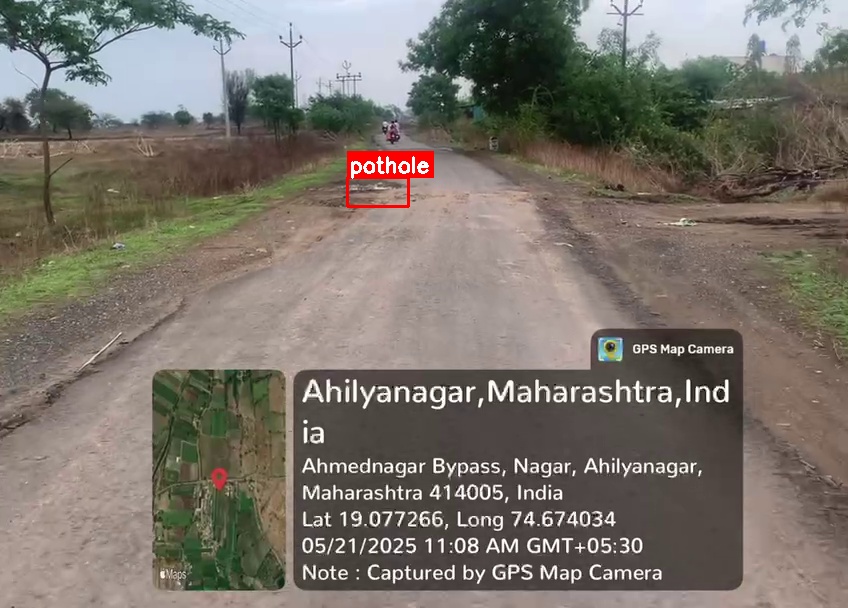 pothole
GPS Map Camera
Ahilyanagar,Maharashtra,Ind
ia
Ahmednagar Bypass, Nagar, Ahilyanagar,
Maharashtra 414005, India
Lat 19.077266, Long 74.674034
05/21/2025 11:08 AM GMT+05:30
Note : Captured by GPS Map Camera
Maps